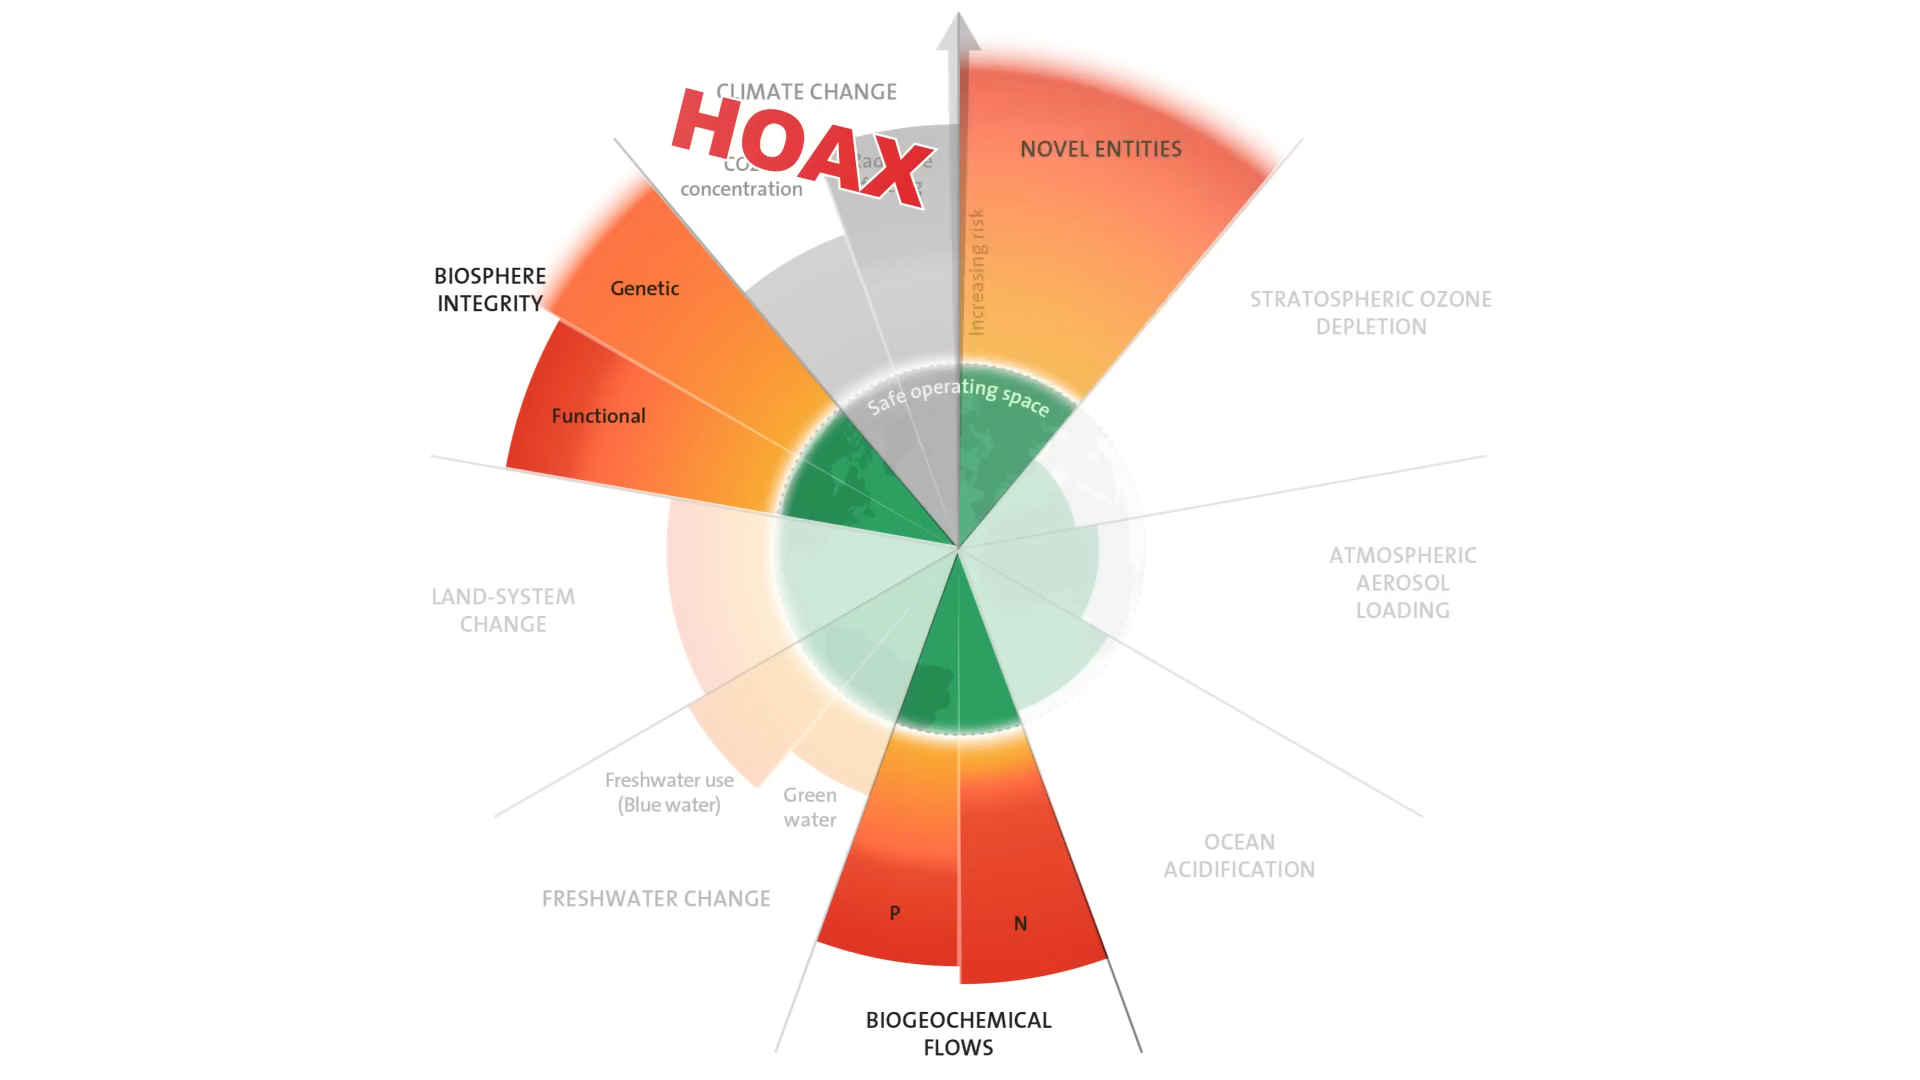 CLIMATE CHANGE
HOAX
CO2
concentration
NOVEL ENTITIES
Increasing risk
BIOSPHERE
INTEGRITY
Genetic
Functional
Safe operating space
STRATOSPHERIC OZONE
DEPLETION
ATMOSPHERIC
AEROSOL
LOADING
LAND-SYSTEM
CHANGE
Freshwater use
(Blue water)
Green
water
FRESHWATER CHANGE
OCEAN
ACIDIFICATION
P
N
BIOGEOCHEMICAL
FLOWS